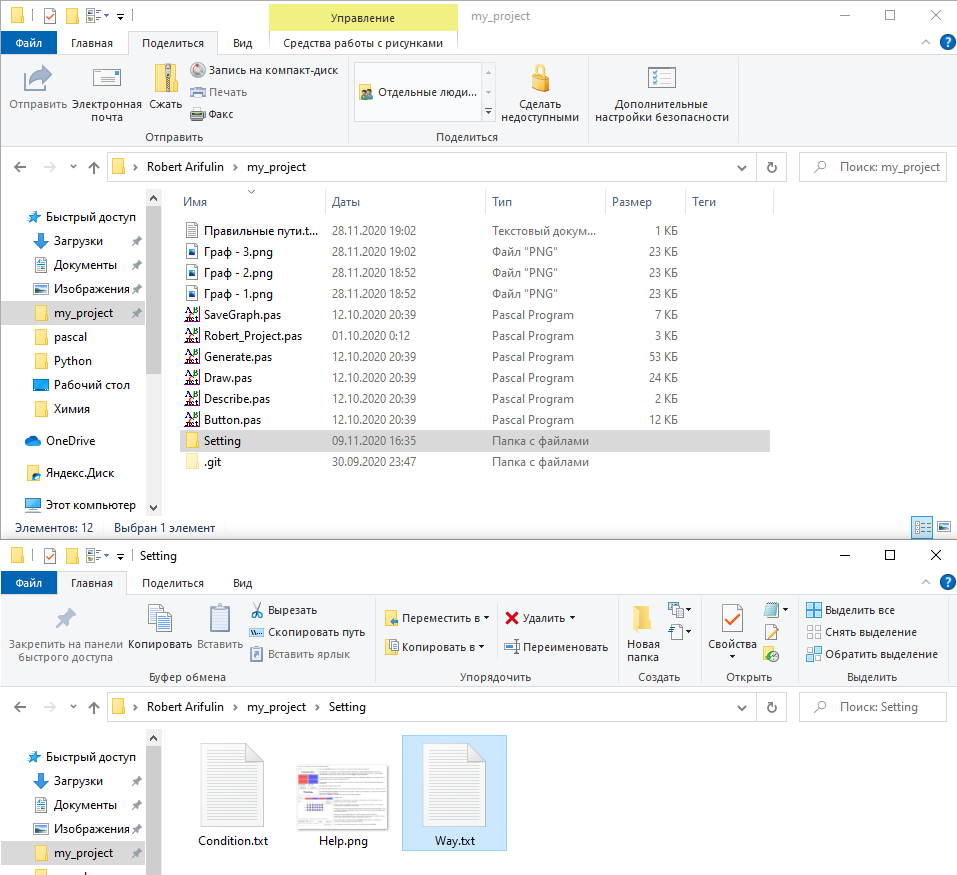 Управление
my_project
Файл
Главная
Поделиться
Вид
Средства работы с рисунками
Отправить
Электронная почта
Сжать
Запись на компакт-диск
Печать
Факс
Отправить
Отдельные люди...
Сделать недоступными
Поделиться
Дополнительные настройки безопасности
Robert Arifulin > my_project
Поиск: my_project
Быстрый доступ
Загрузки
Документы
Изображения
my_project
pascal
Python
Рабочий стол
Химия
OneDrive
Яндекс.Диск
Этот компьютер
Имя Даты Тип Размер Теги
Правильные пути.t... 28.11.2020 19:02 Текстовый докум... 1 КБ
Граф - 3.png 28.11.2020 19:02 Файл "PNG" 23 КБ
Граф - 2.png 28.11.2020 18:52 Файл "PNG" 23 КБ
Граф - 1.png 28.11.2020 18:52 Файл "PNG" 23 КБ
SaveGraph.pas 12.10.2020 20:39 Pascal Program 7 КБ
Robert_Project.pas 01.10.2020 0:12 Pascal Program 3 КБ
Generate.pas 12.10.2020 20:39 Pascal Program 53 КБ
Draw.pas 12.10.2020 20:39 Pascal Program 24 КБ
Describe.pas 12.10.2020 20:39 Pascal Program 2 КБ
Button.pas 12.10.2020 20:39 Pascal Program 12 КБ
Setting 09.11.2020 16:35 Папка с файлами
.git 30.09.2020 23:47 Папка с файлами
Элементов: 12 Выбран 1 элемент
Setting
Файл
Главная
Поделиться
Вид
Закрепить на панели быстрого доступа
Копировать
Вставить
Вырезать
Скопировать путь
Вставить ярлык
Буфер обмена
Переместить в
Копировать в
Удалить
Переименовать
Упорядочить
Новая папка
Создать
Свойства
Открыть
Выделить все
Снять выделение
Обратить выделение
Выделить
Robert Arifulin > my_project > Setting
Поиск: Setting
Быстрый доступ
Загрузки
Документы
Изображения
my_project
Condition.txt
Help.png
Way.txt